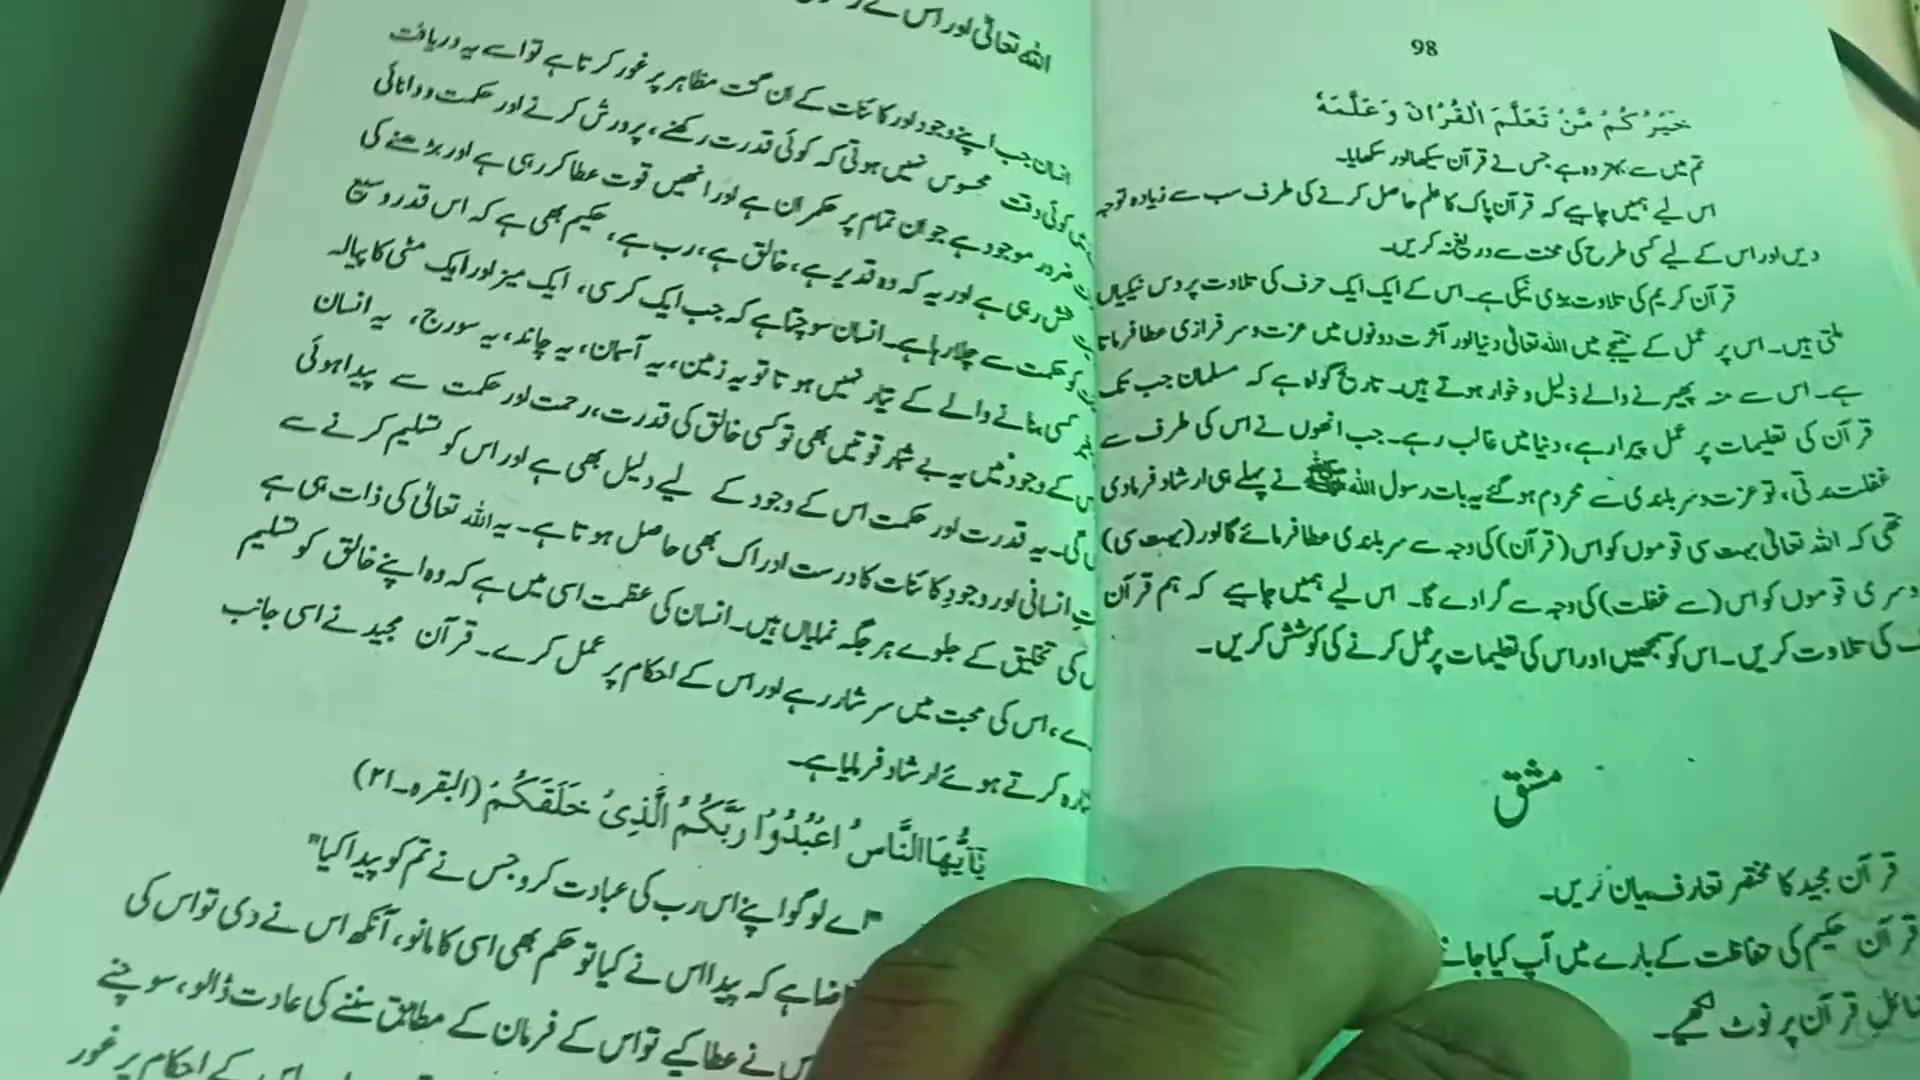 98
خَيْرُكُمْ مَّنْ تَعَلَّمَ الْقُرْاٰنَ وَعَلَّمَهٗ
تم میں سے بہتر وہ ہے جس نے قرآن سیکھا اور سکھایا۔
اس لیے ہمیں چاہیے کہ قرآن پاک کا علم حاصل کرنے کی طرف سب سے زیادہ توجہ
دیں اور اس کے لیے کسی طرح کی محنت سے دریغ نہ کریں۔
قرآن کریم کی تلاوت بڑی نیکی ہے۔ اس کے ایک ایک حرف کی تلاوت پر دس نیکیاں
ملتی ہیں۔ اس پر عمل کے نتیجے میں اللہ تعالیٰ دنیا اور آخرت دونوں میں عزت و سرفرازی عطا فرماتا
ہے۔ اس سے منہ پھیرنے والے ذلیل و خوار ہوتے ہیں۔ تاریخ گواہ ہے کہ مسلمان جب تک
قرآن کی تعلیمات پر عمل پیرا رہے، دنیا میں غالب رہے۔ جب انھوں نے اس کی طرف سے
غفلت برتی، تو عزت و سربلندی سے محروم ہو گئے یہ بات رسول اللہ ﷺ نے پہلے ہی ارشاد فرما دی
تھی کہ اللہ تعالیٰ بہت سی قوموں کو اس (قرآن) کی وجہ سے سربلندی عطا فرمائے گا اور (بہت سی)
دوسری قوموں کو اس (سے غفلت) کی وجہ سے گرا دے گا۔ اس لیے ہمیں چاہیے کہ ہم قرآن
کی تلاوت کریں۔ اس کو سمجھیں اور اس کی تعلیمات پر عمل کرنے کی کوشش کریں۔
مشق
قرآن مجید کا مختصر تعارف بیان کریں۔
قرآن حکیم کی حفاظت کے بارے میں آپ کیا
قرآن پر نوٹ لکھیے۔
اللہ تعالیٰ اور اس کے
انسان جب اپنے وجود اور کائنات کے ان گنت مظاہر پر غور کرتا ہے تو اسے یہ دریافت
کوئی دقت محسوس نہیں ہوتی کہ کوئی قدرت رکھنے، پرورش کرنے اور حکمت و دانائی
ضرور موجود ہے جو ان تمام پر حکمران ہے اور انھیں قوت عطا کر رہی ہے اور بڑھنے کی
رہی ہے اور یہ کہ وہ قدیر ہے، خالق ہے، رب ہے، حکیم بھی ہے کہ اس قدر وسیع
کو حکمت سے چلا رہا ہے۔ انسان سوچتا ہے کہ جب ایک کرسی، ایک میز اور ایک مٹی کا پیالہ
کسی بنانے والے کے تیار نہیں ہوتا تو یہ زمین، یہ آسمان، یہ چاند، یہ سورج، یہ انسان
کے وجود میں یہ بے شمار قوتیں بھی تو کسی خالق کی قدرت، رحمت اور حکمت سے پیدا ہوئی
گی۔ یہ قدرت اور حکمت اس کے وجود کے لیے دلیل بھی ہے اور اس کو تسلیم کرنے سے
انسانی اور وجودِ کائنات کا درست ادراک بھی حاصل ہوتا ہے۔ یہ اللہ تعالیٰ کی ذات ہی ہے
کی تخلیق کے جلوے ہر جگہ نمایاں ہیں۔ انسان کی عظمت اسی میں ہے کہ وہ اپنے خالق کو تسلیم
، اس کی محبت میں سرشار رہے اور اس کے احکام پر عمل کرے۔ قرآن مجید نے اسی جانب
کرتے ہوئے ارشاد فرمایا ہے۔
يٰۤاَيُّهَا النَّاسُ اعْبُدُوْا رَبَّكُمُ الَّذِىْ خَلَقَكُمْ (البقرہ۔۲۱)
"اے لوگو اپنے اس رب کی عبادت کرو جس نے تم کو پیدا کیا"
ہے کہ پیدا اس نے کیا تو حکم بھی اسی کا مانو، آنکھ اس نے دی تو اس کی
نے عطا کیے تو اس کے فرمان کے مطابق سننے کی عادت ڈالو، سوچنے
کے احکام پر غور